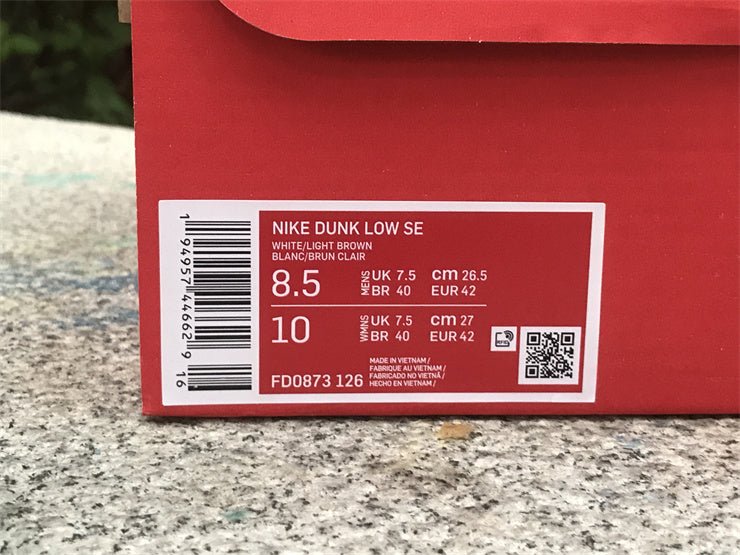 NIKE DUNK LOW SE
WHITE/LIGHT BROWN
BLANC/BRUN CLAIR
8.5 MENS UK 7.5 cm 26.5
BR 40 EUR 42
10 WMNS UK 7.5 cm 27
BR 40 EUR 42
RFID
FD0873 126
MADE IN VIETNAM /
FABRIQUE AU VIETNAM /
FABRICADO NO VIETNÃ /
HECHO EN VIETNAM /
1 94957 44662 9 16